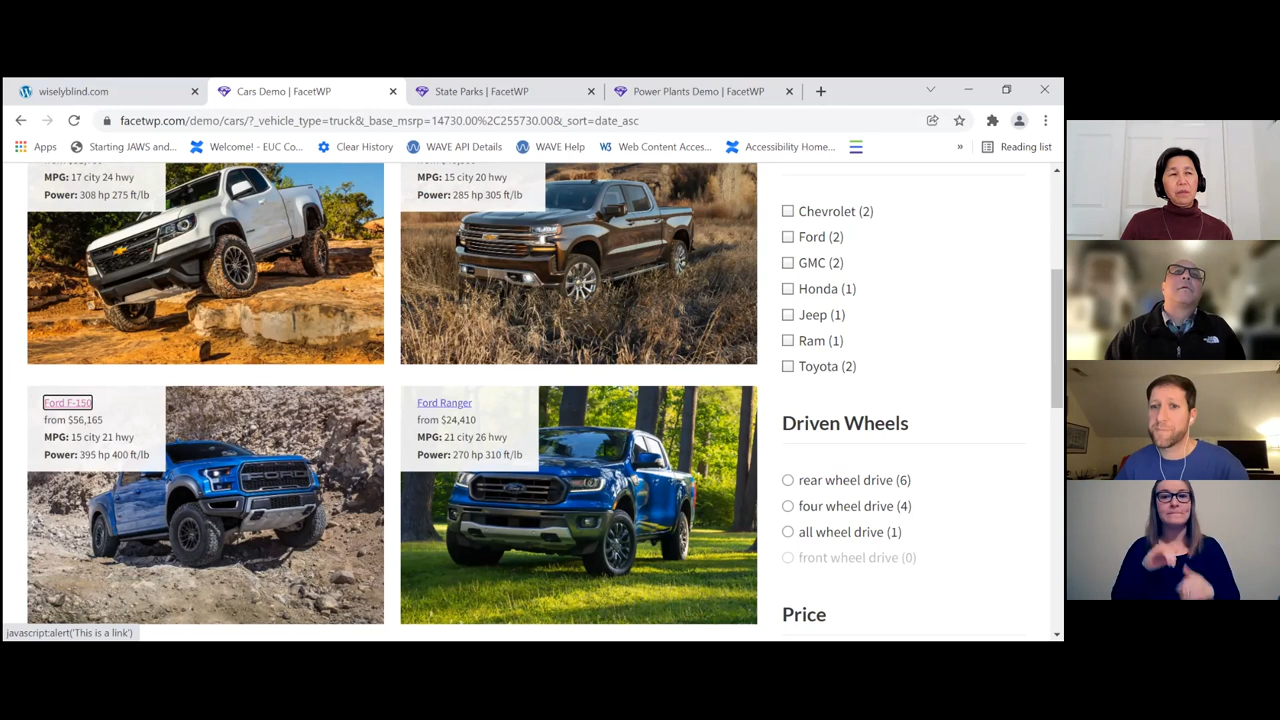 wiselyblind.com
Cars Demo | FacetWP
State Parks | FacetWP
Power Plants Demo | FacetWP
facetwp.com/demo/cars/?_vehicle_type=truck&_base_msrp=14730.00%2C255730.00&_sort=date_asc
Apps
Starting JAWS and...
Welcome! - EUC Co...
Clear History
WAVE API Details
WAVE Help
Web Content Acces...
Accessibility Home...
»
Reading list
MPG: 17 city 24 hwy
Power: 308 hp 275 ft/lb
MPG: 15 city 20 hwy
Power: 285 hp 305 ft/lb
Ford F-150
from $56,165
MPG: 15 city 21 hwy
Power: 395 hp 400 ft/lb
Ford Ranger
from $24,410
MPG: 21 city 26 hwy
Power: 270 hp 310 ft/lb
Chevrolet (2)
Ford (2)
GMC (2)
Honda (1)
Jeep (1)
Ram (1)
Toyota (2)
Driven Wheels
rear wheel drive (6)
four wheel drive (4)
all wheel drive (1)
front wheel drive (0)
Price
javascript:alert('This is a link')